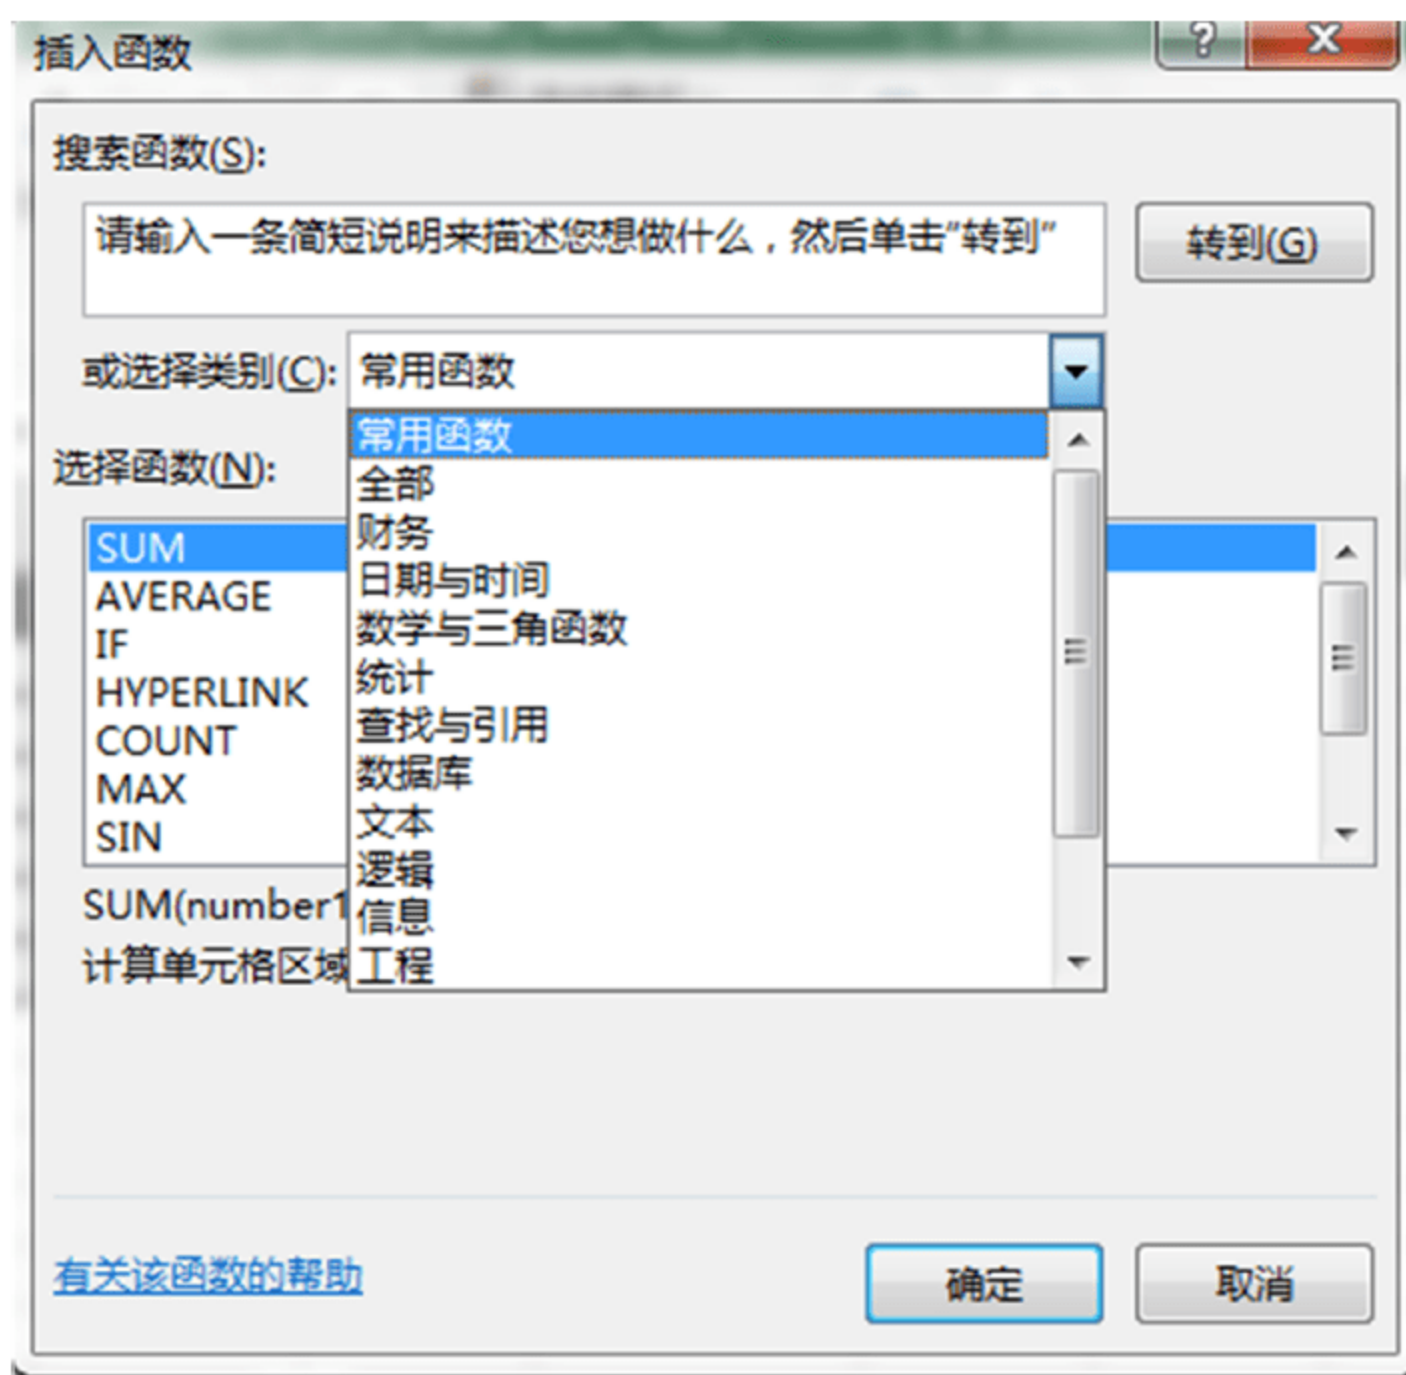 插入函数
?
搜索函数(S):
请输入一条简短说明来描述您想做什么，然后单击"转到"
转到(G)
或选择类别(C):
常用函数
常用函数
全部
财务
日期与时间
数学与三角函数
统计
查找与引用
数据库
文本
逻辑
信息
工程
选择函数(N):
SUM
AVERAGE
IF
HYPERLINK
COUNT
MAX
SIN
SUM(number1
计算单元格区域
有关该函数的帮助
确定
取消